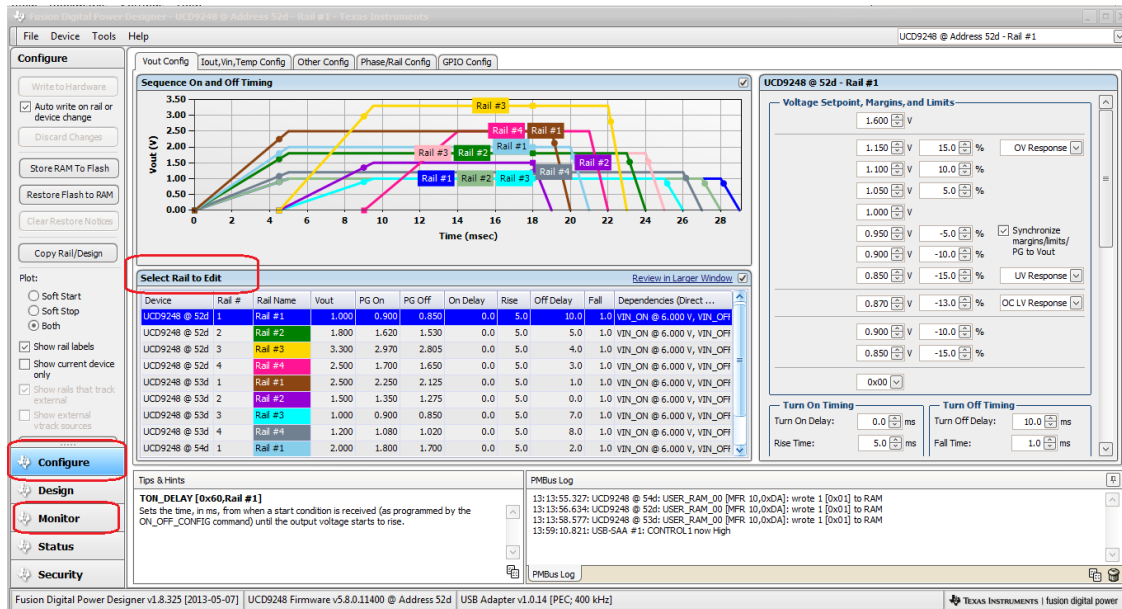 Fusion Digital Power Designer - UCD9248 @ Address 52d - Rail #1 - Texas Instruments
File Device Tools Help
UCD9248 @ Address 52d - Rail #1
Configure
Write to Hardware
Auto write on rail or
device change
Discard Changes
Store RAM To Flash
Restore Flash to RAM
Clear Restore Notices
Copy Rail/Design
Plot:
Soft Start
Soft Stop
Both
Show rail labels
Show current device
only
Show rails that track
external
Show external
vtrack sources
Configure
Design
Monitor
Status
Security
Vout Config Iout,Vin,Temp Config Other Config Phase/Rail Config GPIO Config
Sequence On and Off Timing
Vout (V)
3.50
3.00
2.50
2.00
1.50
1.00
0.50
0.00
0 2 4 6 8 10 12 14 16 18 20 22 24 26 28
Time (msec)
Rail #3
Rail #4 Rail #1
Rail #3 Rail #2 Rail #1
Rail #4 Rail #2
Rail #1 Rail #2 Rail #3
Select Rail to Edit Review in Larger Window
Device Rail # Rail Name Vout PG On PG Off On Delay Rise Off Delay Fall Dependencies (Direct ...
UCD9248 @ 52d 1 Rail #1 1.000 0.900 0.850 0.0 5.0 10.0 1.0 VIN_ON @ 6.000 V, VIN_OFF
UCD9248 @ 52d 2 Rail #2 1.800 1.620 1.530 0.0 5.0 5.0 1.0 VIN_ON @ 6.000 V, VIN_OFF
UCD9248 @ 52d 3 Rail #3 3.300 2.970 2.805 0.0 5.0 4.0 1.0 VIN_ON @ 6.000 V, VIN_OFF
UCD9248 @ 52d 4 Rail #4 2.500 1.700 1.650 0.0 5.0 3.0 1.0 VIN_ON @ 6.000 V, VIN_OFF
UCD9248 @ 53d 1 Rail #1 2.500 2.250 2.125 0.0 5.0 1.0 1.0 VIN_ON @ 6.000 V, VIN_OFF
UCD9248 @ 53d 2 Rail #2 1.500 1.350 1.275 0.0 5.0 0.0 1.0 VIN_ON @ 6.000 V, VIN_OFF
UCD9248 @ 53d 3 Rail #3 1.000 0.900 0.850 0.0 5.0 7.0 1.0 VIN_ON @ 6.000 V, VIN_OFF
UCD9248 @ 53d 4 Rail #4 1.200 1.080 1.020 0.0 5.0 8.0 1.0 VIN_ON @ 6.000 V, VIN_OFF
UCD9248 @ 54d 1 Rail #1 2.000 1.800 1.700 0.0 5.0 2.0 1.0 VIN_ON @ 6.000 V, VIN_OFF
UCD9248 @ 52d - Rail #1
Voltage Setpoint, Margins, and Limits
1.600 V
1.150 V 15.0 % OV Response
1.100 V 10.0 %
1.050 V 5.0 %
1.000 V
0.950 V -5.0 % Synchronize
margins/limits/
PG to Vout
0.900 V -10.0 %
0.850 V -15.0 % UV Response
0.870 V -13.0 % OC LV Response
0.900 V -10.0 %
0.850 V -15.0 %
0x00
Turn On Timing Turn Off Timing
Turn On Delay: 0.0 ms Turn Off Delay: 10.0 ms
Rise Time: 5.0 ms Fall Time: 1.0 ms
Tips & Hints
TON_DELAY [0x60,Rail #1]
Sets the time, in ms, from when a start condition is received (as programmed by the
ON_OFF_CONFIG command) until the output voltage starts to rise.
PMBus Log
13:13:55.327: UCD9248 @ 54d: USER_RAM_00 [MFR 10,0xDA]: wrote 1 [0x01] to RAM
13:13:56.634: UCD9248 @ 52d: USER_RAM_00 [MFR 10,0xDA]: wrote 1 [0x01] to RAM
13:13:58.577: UCD9248 @ 53d: USER_RAM_00 [MFR 10,0xDA]: wrote 1 [0x01] to RAM
13:59:10.821: USB-SAA #1: CONTROL1 now High
PMBus Log
Fusion Digital Power Designer v1.8.325 [2013-05-07] UCD9248 Firmware v5.8.0.11400 @ Address 52d USB Adapter v1.0.14 [PEC; 400 kHz] TEXAS INSTRUMENTS | fusion digital power